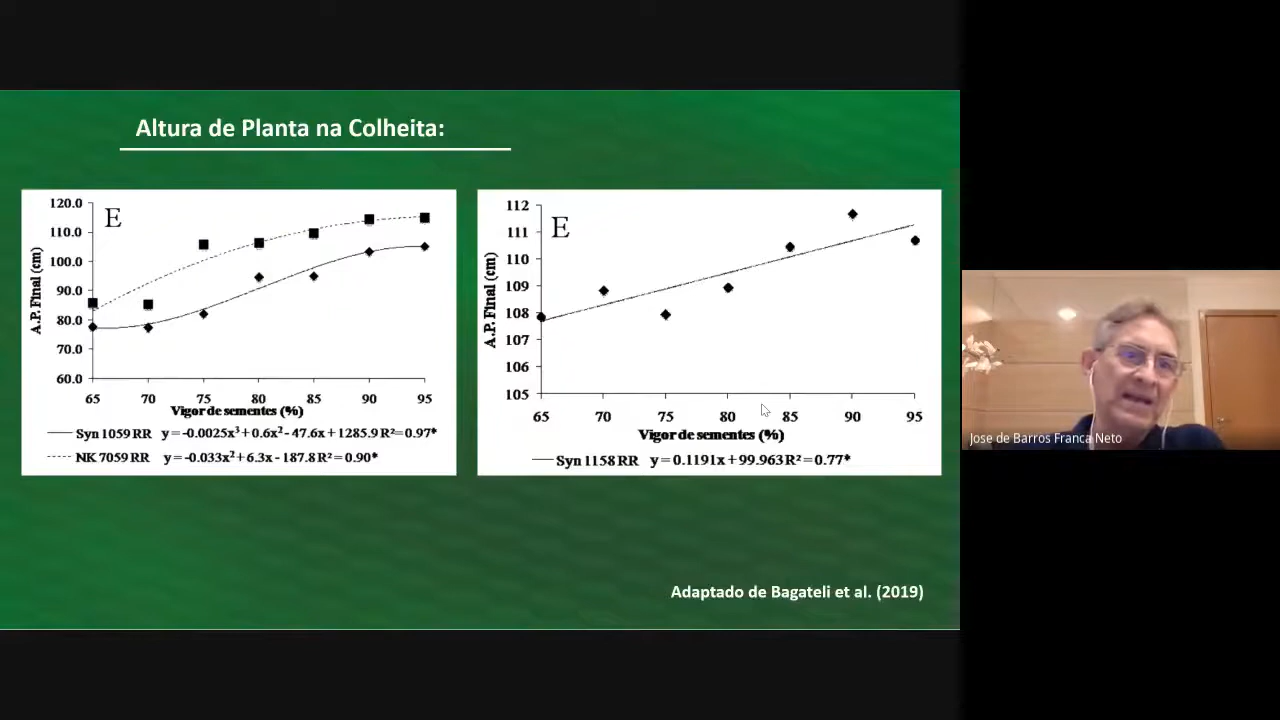 Altura de Planta na Colheita:
E
A.P. Final (cm)
120.0
110.0
100.0
90.0
80.0
70.0
60.0
65 70 75 80 85 90 95
Vigor de sementes (%)
Syn 1059 RR y = -0.0025x³ + 0.6x² - 47.6x + 1285.9 R² = 0.97*
NK 7059 RR y = -0.033x² + 6.3x - 187.8 R² = 0.90*
E
A.P. Final (cm)
112
111
110
109
108
107
106
105
65 70 75 80 85 90 95
Vigor de sementes (%)
Syn 1158 RR y = 0.1191x + 99.963 R² = 0.77*
Adaptado de Bagateli et al. (2019)
Jose de Barros Franca Neto